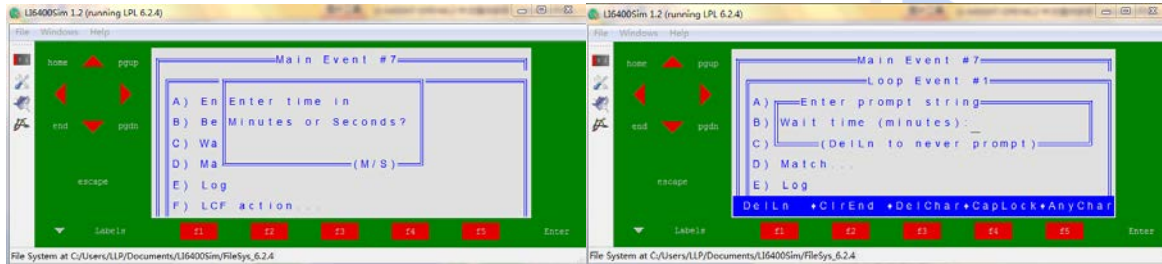 LI6400Sim 1.2 (running LPL 6.2.4)
File Windows Help
home pgup
end pgdn
escape
Labels
Main Event #7
A) En
B) Be
C) Wa
D) Ma
E) Log
F) LCF action...
Enter time in
Minutes or Seconds?
(M/S)
f1 f2 f3 f4 f5 Enter
File System at C:/Users/LLP/Documents/LI6400Sim/FileSys_6.2.4
LI6400Sim 1.2 (running LPL 6.2.4)
File Windows Help
home pgup
end pgdn
escape
Labels
Main Event #7
Loop Event #1
A)
B)
C)
D) Match...
E) Log
Enter prompt string
Wait time (minutes):_
(DelLn to never prompt)
DelLn ♦ClrEnd ♦DelChar♦CapLock♦AnyChar
f1 f2 f3 f4 f5 Enter
File System at C:/Users/LLP/Documents/LI6400Sim/FileSys_6.2.4